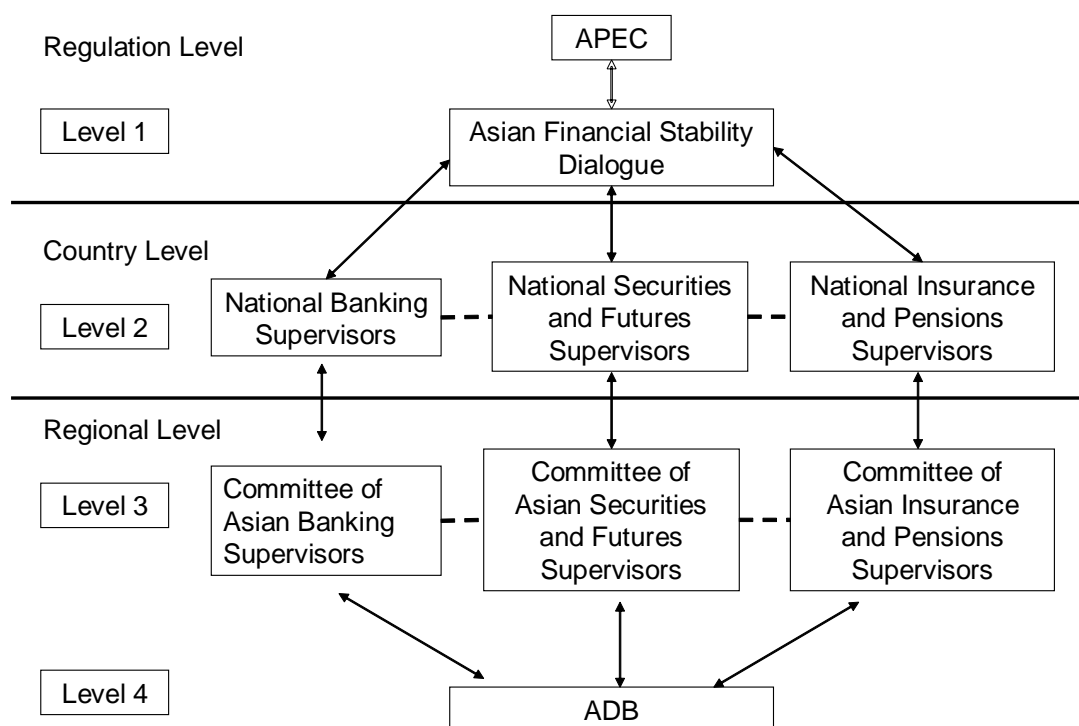 Regulation Level
APEC
Level 1
Asian Financial Stability
Dialogue
Country Level
Level 2
National Banking
Supervisors
National Securities
and Futures
Supervisors
National Insurance
and Pensions
Supervisors
Regional Level
Level 3
Committee of
Asian Banking
Supervisors
Committee of
Asian Securities
and Futures
Supervisors
Committee of
Asian Insurance
and Pensions
Supervisors
Level 4
ADB